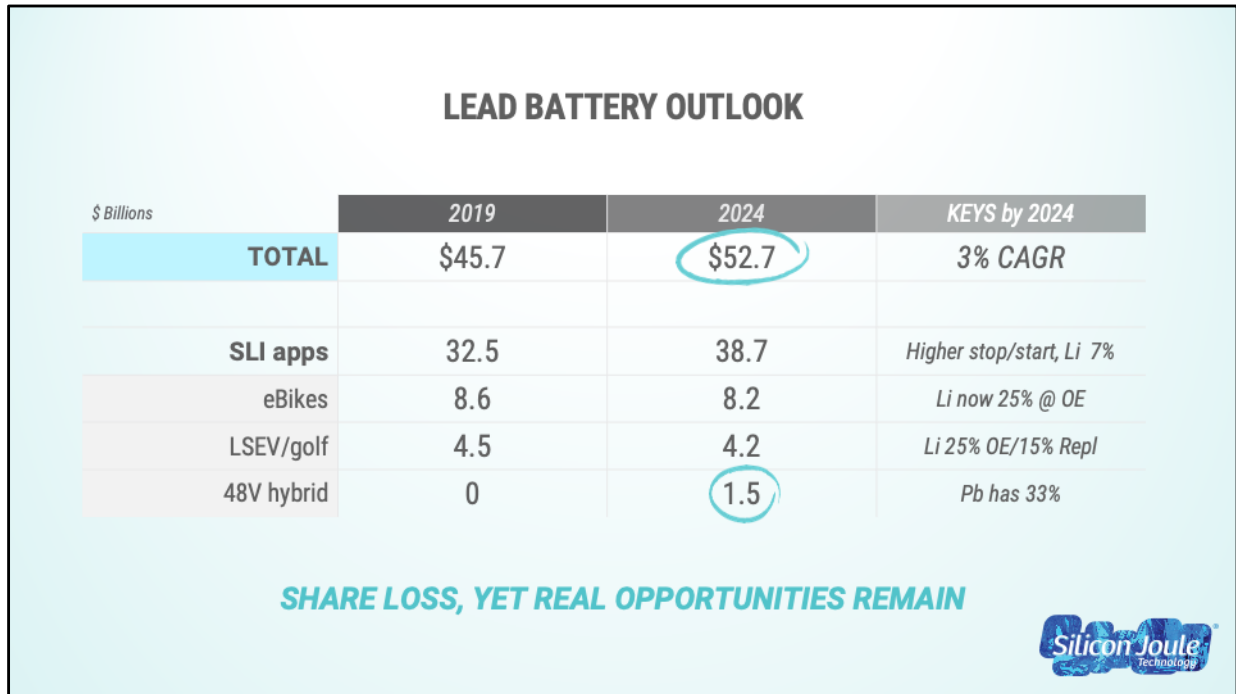 LEAD BATTERY OUTLOOK
$ Billions 2019 2024 KEYS by 2024
TOTAL $45.7 $52.7 3% CAGR
SLI apps 32.5 38.7 Higher stop/start, Li 7%
eBikes 8.6 8.2 Li now 25% @ OE
LSEV/golf 4.5 4.2 Li 25% OE/15% Repl
48V hybrid 0 1.5 Pb has 33%
SHARE LOSS, YET REAL OPPORTUNITIES REMAIN
Silicon Joule®
Technology